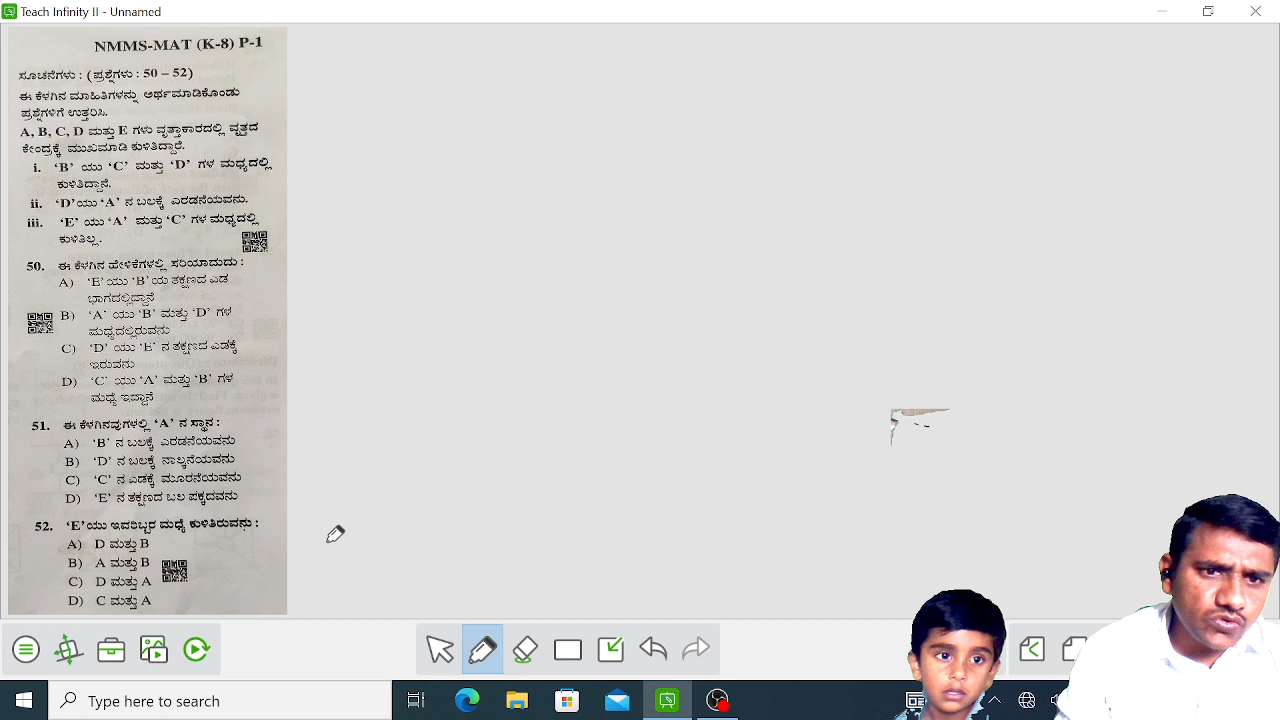 Teach Infinity II - Unnamed
NMMS-MAT (K-8) P-1
ಸೂಚನೆಗಳು : (ಪ್ರಶ್ನೆಗಳು : 50 – 52)
ಈ ಕೆಳಗಿನ ಮಾಹಿತಿಗಳನ್ನು ಅರ್ಥಮಾಡಿಕೊಂಡು
ಪ್ರಶ್ನೆಗಳಿಗೆ ಉತ್ತರಿಸಿ.
A, B, C, D ಮತ್ತು E ಗಳು ವೃತ್ತಾಕಾರದಲ್ಲಿ ವೃತ್ತದ
ಕೇಂದ್ರಕ್ಕೆ ಮುಖಮಾಡಿ ಕುಳಿತಿದ್ದಾರೆ.
i. ‘B’ ಯು ‘C’ ಮತ್ತು ‘D’ ಗಳ ಮಧ್ಯದಲ್ಲಿ
ಕುಳಿತಿದ್ದಾನೆ.
ii. ‘D’ಯು ‘A’ ನ ಬಲಕ್ಕೆ ಎರಡನೆಯವನು.
iii. ‘E’ ಯು ‘A’ ಮತ್ತು ‘C’ ಗಳ ಮಧ್ಯದಲ್ಲಿ
ಕುಳಿತಿಲ್ಲ.
50. ಈ ಕೆಳಗಿನ ಹೇಳಿಕೆಗಳಲ್ಲಿ ಸರಿಯಾದುದು :
A) ‘E’ ಯು ‘B’ ಯ ತಕ್ಷಣದ ಎಡ
ಭಾಗದಲ್ಲಿದ್ದಾನೆ
B) ‘A’ ಯು ‘B’ ಮತ್ತು ‘D’ ಗಳ
ಮಧ್ಯದಲ್ಲಿರುವನು
C) ‘D’ ಯು ‘E’ ನ ತಕ್ಷಣದ ಎಡಕ್ಕೆ
ಇರುವನು
D) ‘C’ ಯು ‘A’ ಮತ್ತು ‘B’ ಗಳ
ಮಧ್ಯೆ ಇದ್ದಾನೆ
51. ಈ ಕೆಳಗಿನವುಗಳಲ್ಲಿ ‘A’ ನ ಸ್ಥಾನ :
A) ‘B’ ನ ಬಲಕ್ಕೆ ಎರಡನೆಯವನು
B) ‘D’ ನ ಬಲಕ್ಕೆ ನಾಲ್ಕನೆಯವನು
C) ‘C’ ನ ಎಡಕ್ಕೆ ಮೂರನೆಯವನು
D) ‘E’ ನ ತಕ್ಷಣದ ಬಲ ಪಕ್ಕದವನು
52. ‘E’ ಯು ಇವರಿಬ್ಬರ ಮಧ್ಯೆ ಕುಳಿತಿರುವನು :
A) D ಮತ್ತು B
B) A ಮತ್ತು B
C) D ಮತ್ತು A
D) C ಮತ್ತು A
Type here to search